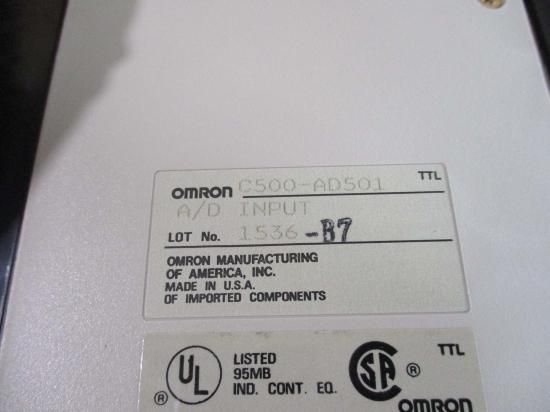 OMRON C500-AD501 TTL
A/D INPUT
LOT No. 1536-B7
OMRON MANUFACTURING
OF AMERICA, INC.
MADE IN U.S.A.
OF IMPORTED COMPONENTS
UL ® LISTED
95MB
IND. CONT. EQ.
SA ® TTL
OMRON